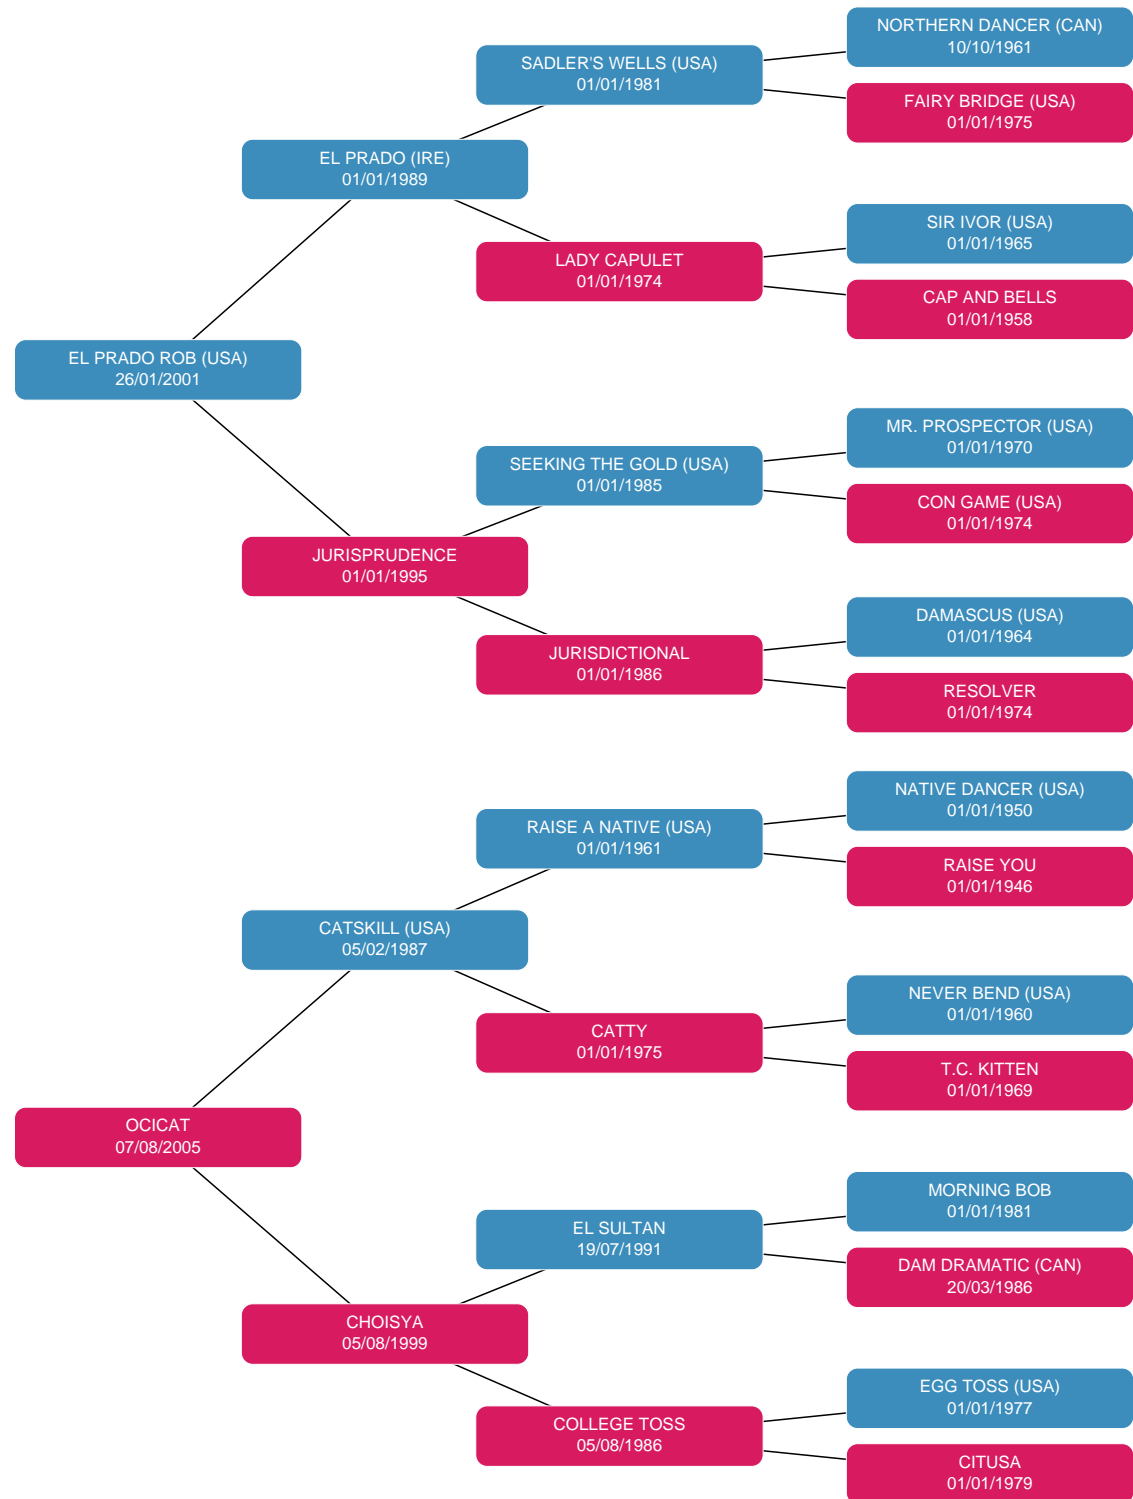 NORTHERN DANCER (CAN)
10/10/1961
SADLER'S WELLS (USA)
01/01/1981
FAIRY BRIDGE (USA)
01/01/1975
EL PRADO (IRE)
01/01/1989
SIR IVOR (USA)
01/01/1965
LADY CAPULET
01/01/1974
CAP AND BELLS
01/01/1958
EL PRADO ROB (USA)
26/01/2001
MR. PROSPECTOR (USA)
01/01/1970
SEEKING THE GOLD (USA)
01/01/1985
CON GAME (USA)
01/01/1974
JURISPRUDENCE
01/01/1995
DAMASCUS (USA)
01/01/1964
JURISDICTIONAL
01/01/1986
RESOLVER
01/01/1974
NATIVE DANCER (USA)
01/01/1950
RAISE A NATIVE (USA)
01/01/1961
RAISE YOU
01/01/1946
CATSKILL (USA)
05/02/1987
NEVER BEND (USA)
01/01/1960
CATTY
01/01/1975
T.C. KITTEN
01/01/1969
OCICAT
07/08/2005
MORNING BOB
01/01/1981
EL SULTAN
19/07/1991
DAM DRAMATIC (CAN)
20/03/1986
CHOISYA
05/08/1999
EGG TOSS (USA)
01/01/1977
COLLEGE TOSS
05/08/1986
CITUSA
01/01/1979